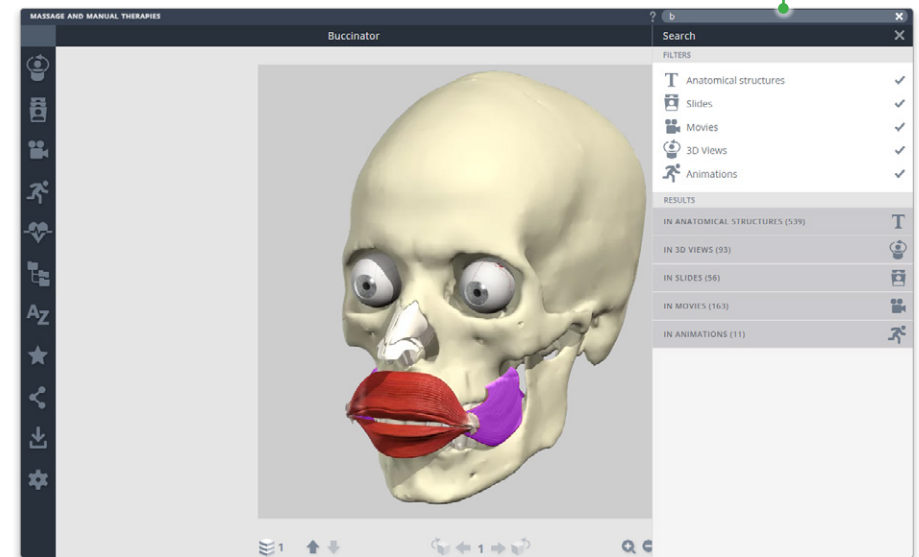 MASSAGE AND MANUAL THERAPIES
? b
Buccinator
Search
FILTERS
Anatomical structures
Slides
Movies
3D Views
Animations
RESULTS
IN ANATOMICAL STRUCTURES (539)
IN 3D VIEWS (93)
IN SLIDES (56)
IN MOVIES (163)
IN ANIMATIONS (11)
AZ
1
1